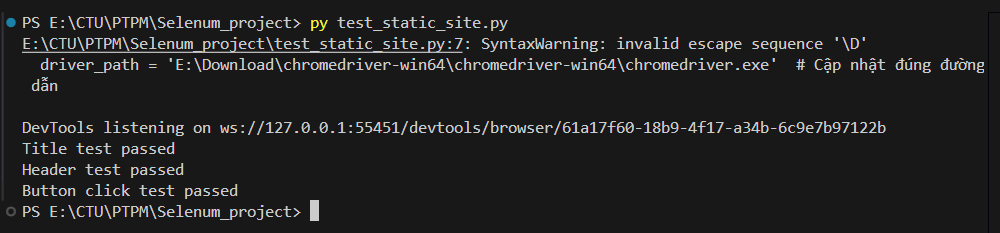 PS E:\CTU\PTPM\Selenum_project> py test_static_site.py
E:\CTU\PTPM\Selenum_project\test_static_site.py:7: SyntaxWarning: invalid escape sequence '\D'
  driver_path = 'E:\Download\chromedriver-win64\chromedriver-win64\chromedriver.exe'  # Cập nhật đúng đường
 dẫn
DevTools listening on ws://127.0.0.1:55451/devtools/browser/61a17f60-18b9-4f17-a34b-6c9e7b97122b
Title test passed
Header test passed
Button click test passed
PS E:\CTU\PTPM\Selenum_project>